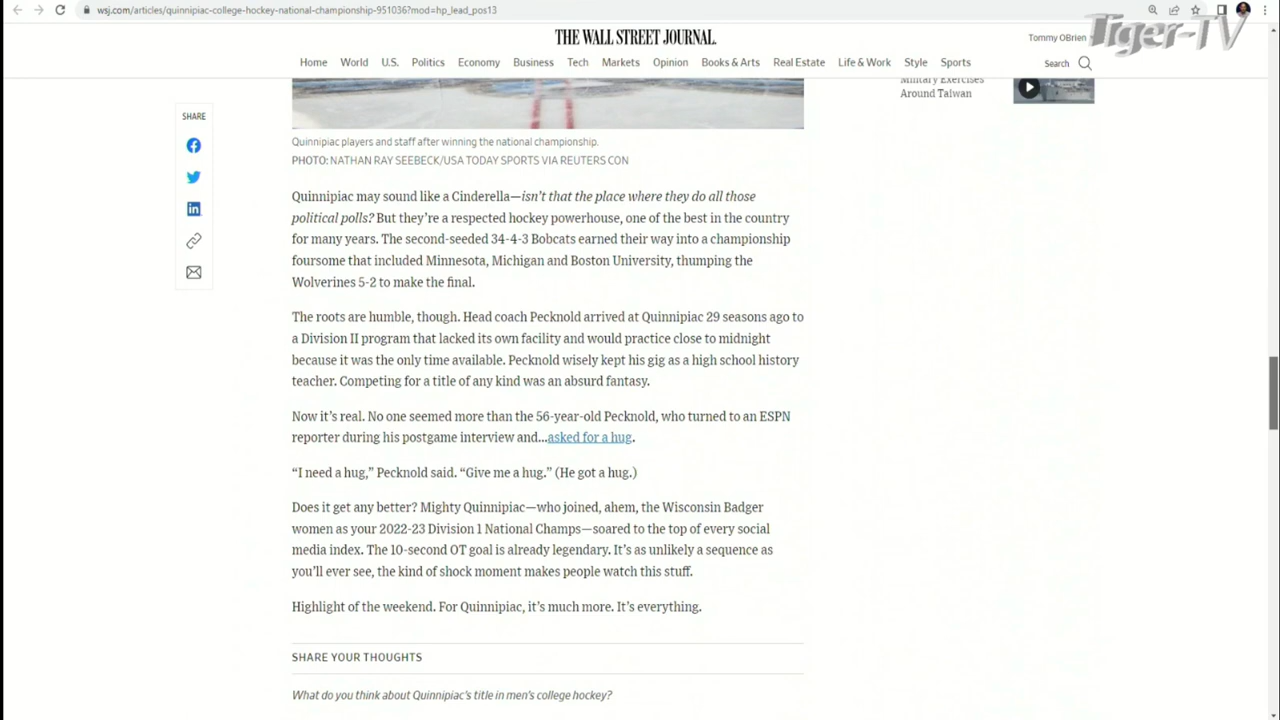 wsj.com/articles/quinnipiac-college-hockey-national-championship-951036?mod=hp_lead_pos13
THE WALL STREET JOURNAL.
Tommy OBrien
Tiger-TV
Home World U.S. Politics Economy Business Tech Markets Opinion Books & Arts Real Estate Life & Work Style Sports
Search
Military Exercises
Around Taiwan
SHARE
Quinnipiac players and staff after winning the national championship.
PHOTO: NATHAN RAY SEEBECK/USA TODAY SPORTS VIA REUTERS CON
Quinnipiac may sound like a Cinderella—isn't that the place where they do all those
political polls? But they're a respected hockey powerhouse, one of the best in the country
for many years. The second-seeded 34-4-3 Bobcats earned their way into a championship
foursome that included Minnesota, Michigan and Boston University, thumping the
Wolverines 5-2 to make the final.
The roots are humble, though. Head coach Pecknold arrived at Quinnipiac 29 seasons ago to
a Division II program that lacked its own facility and would practice close to midnight
because it was the only time available. Pecknold wisely kept his gig as a high school history
teacher. Competing for a title of any kind was an absurd fantasy.
Now it's real. No one seemed more than the 56-year-old Pecknold, who turned to an ESPN
reporter during his postgame interview and…asked for a hug.
“I need a hug,” Pecknold said. “Give me a hug.” (He got a hug.)
Does it get any better? Mighty Quinnipiac—who joined, ahem, the Wisconsin Badger
women as your 2022-23 Division 1 National Champs—soared to the top of every social
media index. The 10-second OT goal is already legendary. It's as unlikely a sequence as
you'll ever see, the kind of shock moment makes people watch this stuff.
Highlight of the weekend. For Quinnipiac, it's much more. It's everything.
SHARE YOUR THOUGHTS
What do you think about Quinnipiac's title in men's college hockey?